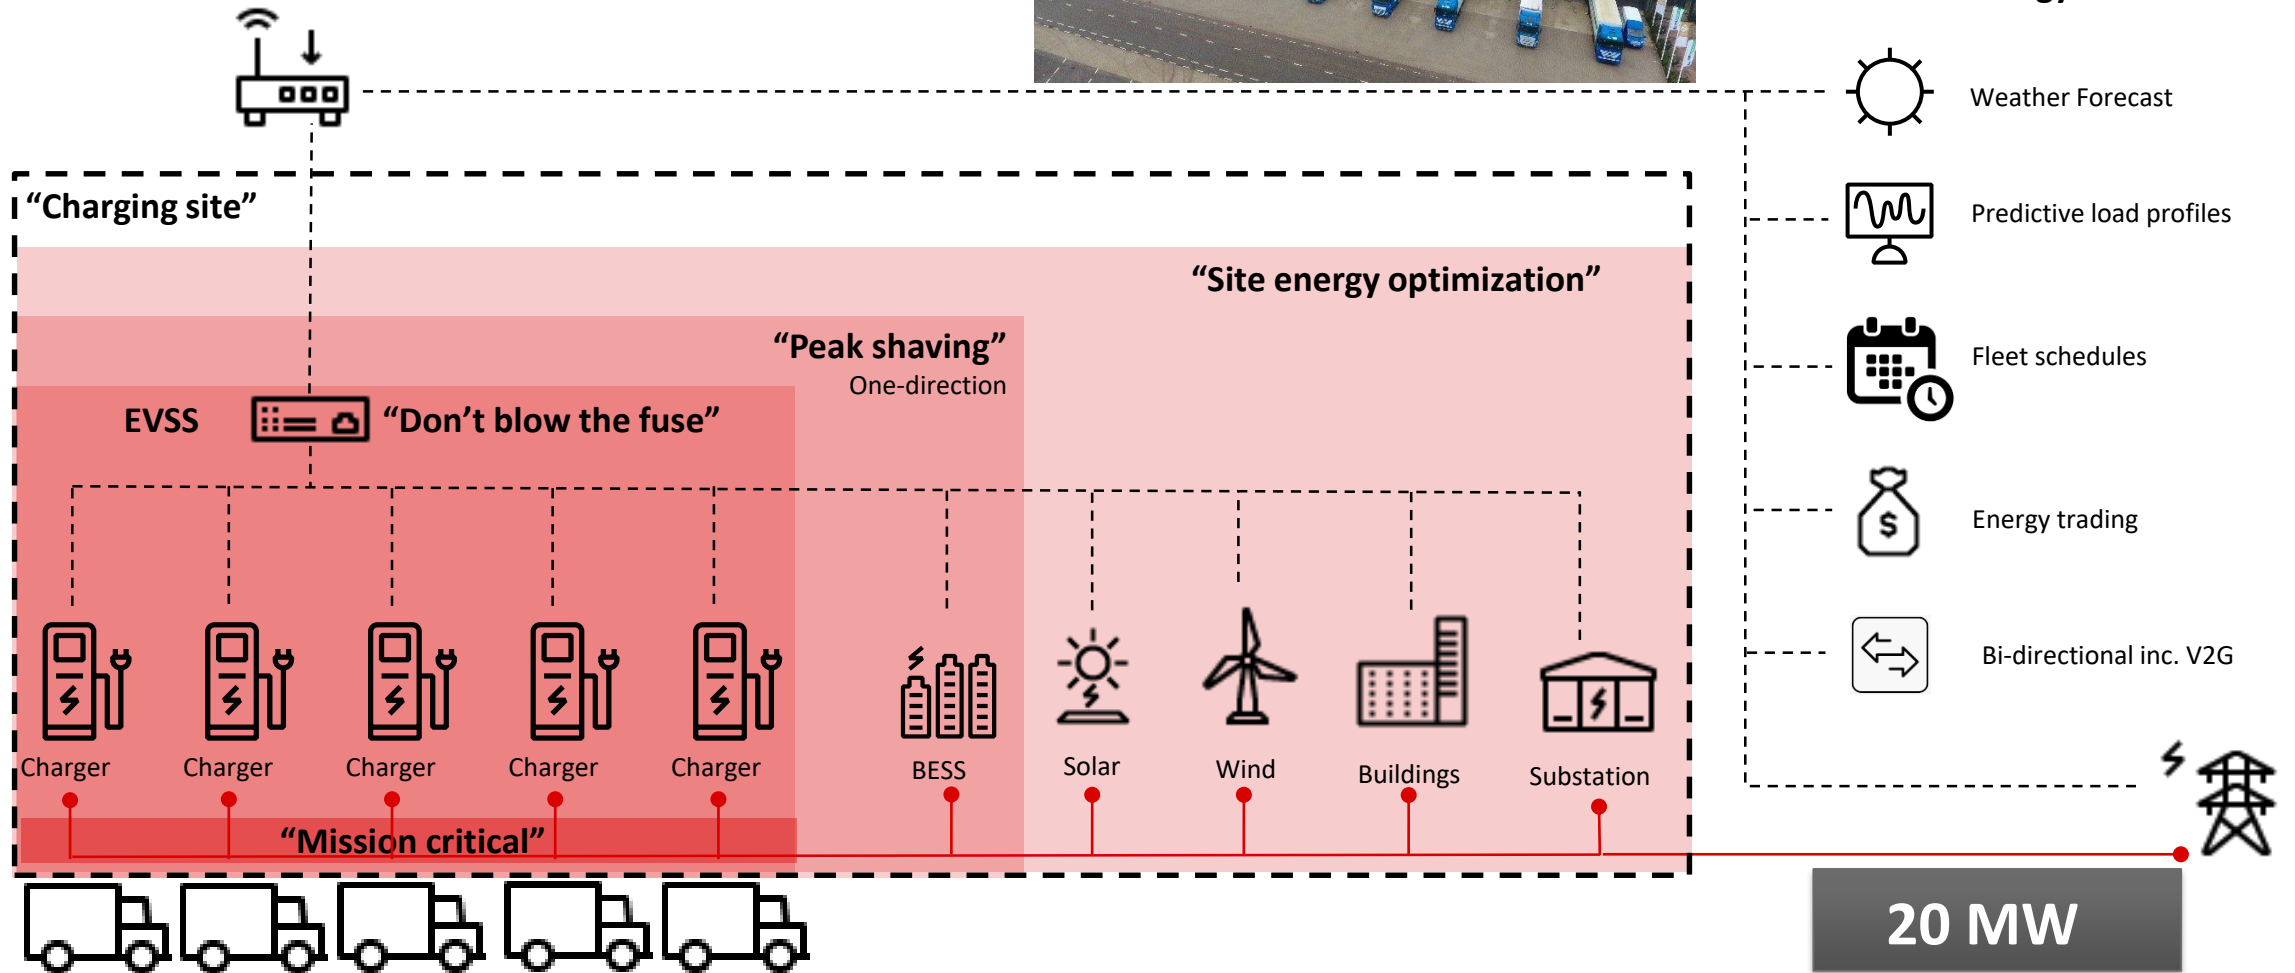 Weather Forecast
“Charging site”
Predictive load profiles
“Site energy optimization”
“Peak shaving”
One-direction
Fleet schedules
EVSS
“Don’t blow the fuse”
Energy trading
Bi-directional inc. V2G
Charger
Charger
Charger
Charger
Charger
BESS
Solar
Wind
Buildings
Substation
“Mission critical”
20 MW